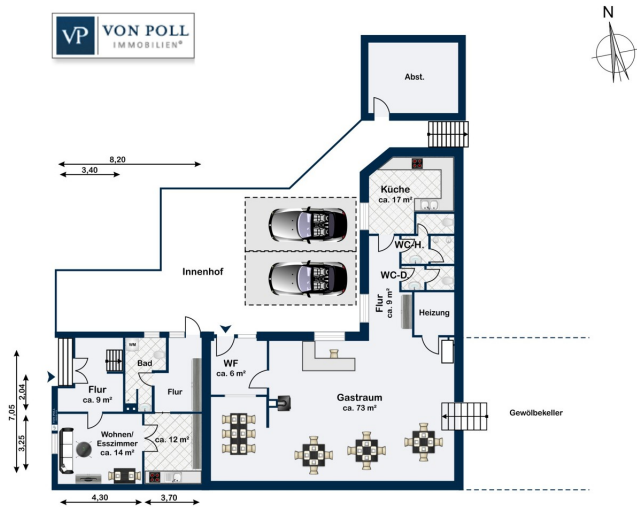 VP VON POLL
IMMOBILIEN®
N
Abst.
8,20
3,40
Küche
ca. 17 m²
WC-H.
WC-D.
Innenhof
Flur
ca. 9 m²
Heizung
WM
Bad
WF
ca. 6 m²
Flur
Flur
ca. 9 m²
Gastraum
ca. 73 m²
7,05
2,04
3,25
Wohnen/
Esszimmer
ca. 14 m²
ca. 12 m²
Gewölbekeller
4,30
3,70